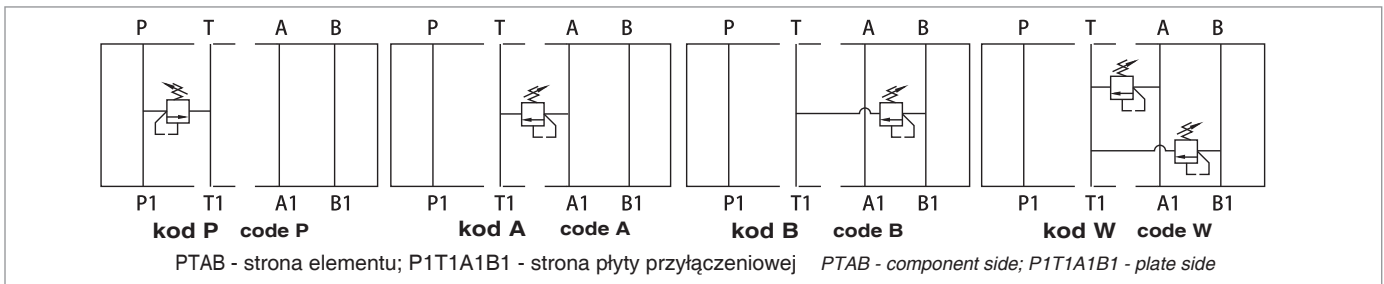 P T A B P T A B P T A B P T A B
P1 T1 A1 B1 P1 T1 A1 B1 P1 T1 A1 B1 P1 T1 A1 B1
kod P code P kod A code A kod B code B kod W code W
PTAB - strona elementu; P1T1A1B1 - strona płyty przyłączeniowej PTAB - component side; P1T1A1B1 - plate side